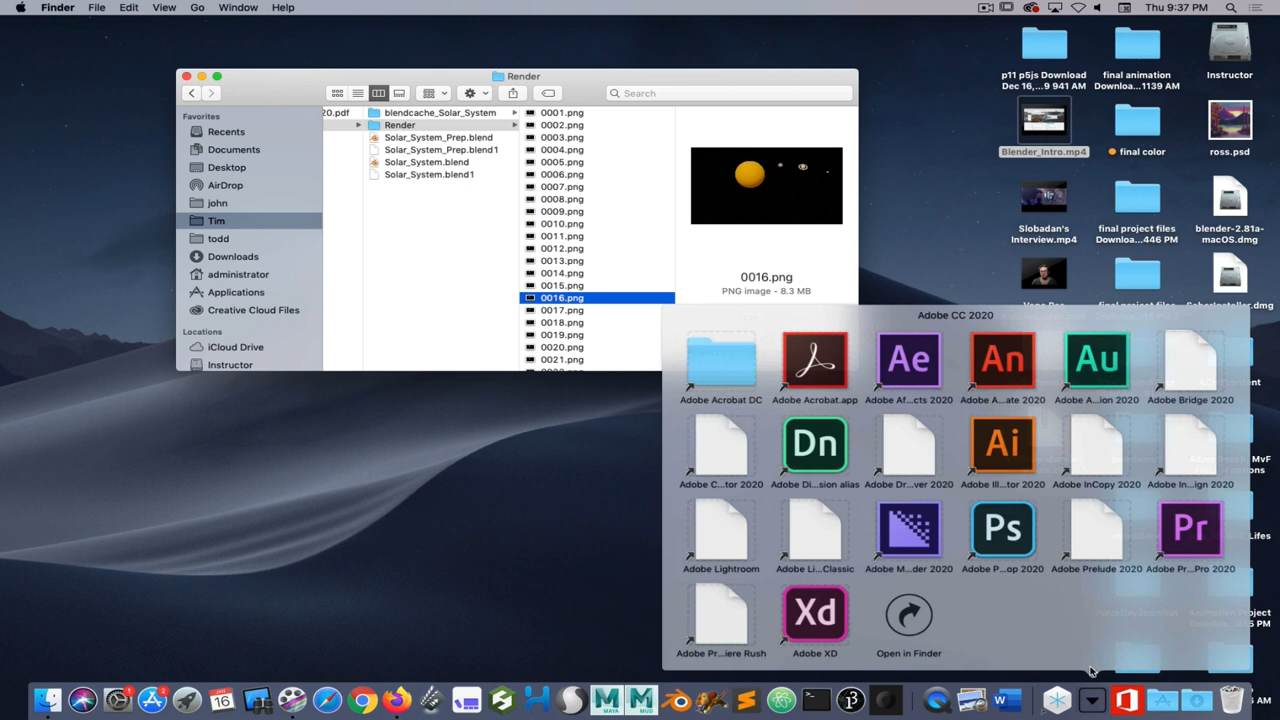 Finder File Edit View Go Window Help
Thu 9:37 PM
Render
Search
Favorites
Recents
Documents
Desktop
AirDrop
john
Tim
todd
Downloads
administrator
Applications
Creative Cloud Files
Locations
iCloud Drive
Instructor
20.pdf
blendcache_Solar_System
Render
Solar_System_Prep.blend
Solar_System_Prep.blend1
Solar_System.blend
Solar_System.blend1
0001.png
0002.png
0003.png
0004.png
0005.png
0006.png
0007.png
0008.png
0009.png
0010.png
0011.png
0012.png
0013.png
0014.png
0015.png
0016.png
0017.png
0018.png
0019.png
0020.png
0021.png
0016.png
PNG image - 8.3 MB
p11 p5js Download
Dec 16,...9 941 AM
final animation
Downloa...1139 AM
Instructor
Blender_Intro.mp4
final color
ross.psd
Slobadan's
Interview.mp4
final project files
Downloa...446 PM
blender-2.81a-
macOS.dmg
Adobe CC 2020
Adobe Acrobat DC
Adobe Acrobat.app
Ae
Adobe Af...cts 2020
An
Adobe A...ate 2020
Au
Adobe A...ion 2020
Adobe Bridge 2020
Adobe C...tor 2020
Dn
Adobe Di...sion alias
Adobe Dr...ver 2020
Ai
Adobe Ill...tor 2020
Adobe InCopy 2020
Adobe In...ign 2020
Adobe Lightroom
Adobe Li...Classic
Adobe M...der 2020
Ps
Adobe P...op 2020
Adobe Prelude 2020
Pr
Adobe Pr...Pro 2020
Adobe Pr...iere Rush
Xd
Adobe XD
Open in Finder
1
2
JAN
16
MAYA
MUD